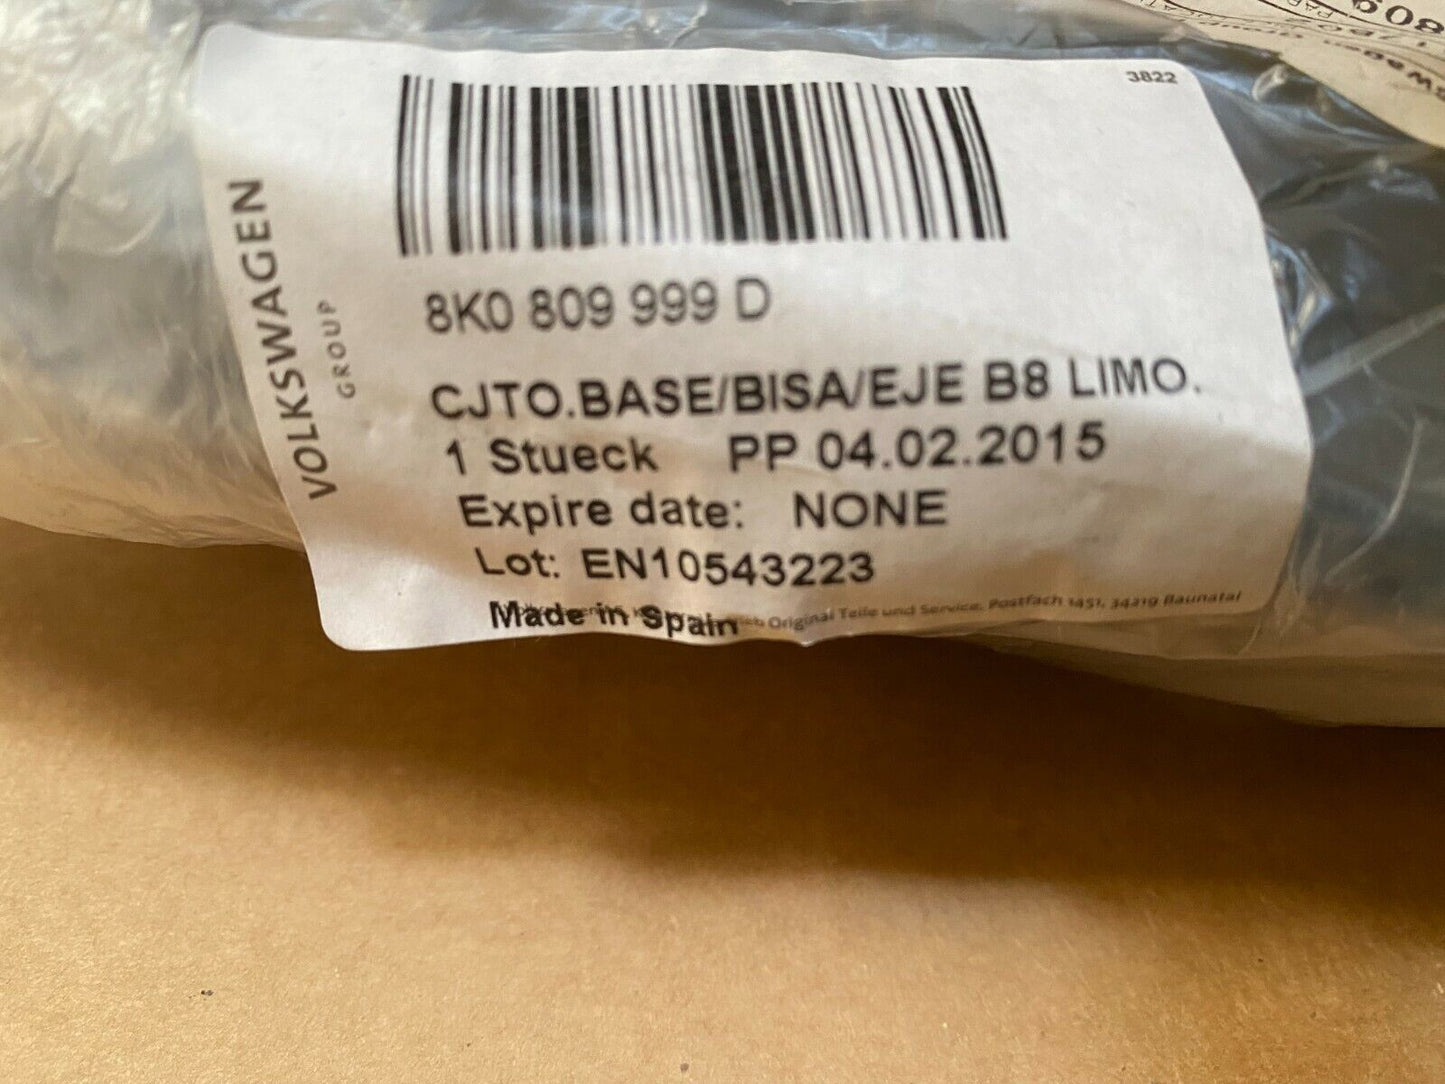 3822
VOLKSWAGEN
GROUP
8K0 809 999 D
CJTO.BASE/BISA/EJE B8 LIMO.
1 Stueck PP 04.02.2015
Expire date: NONE
Lot: EN10543223
Made in Spain
Original Teile und Service, Postfach 1451, 34219 Baunatal
809